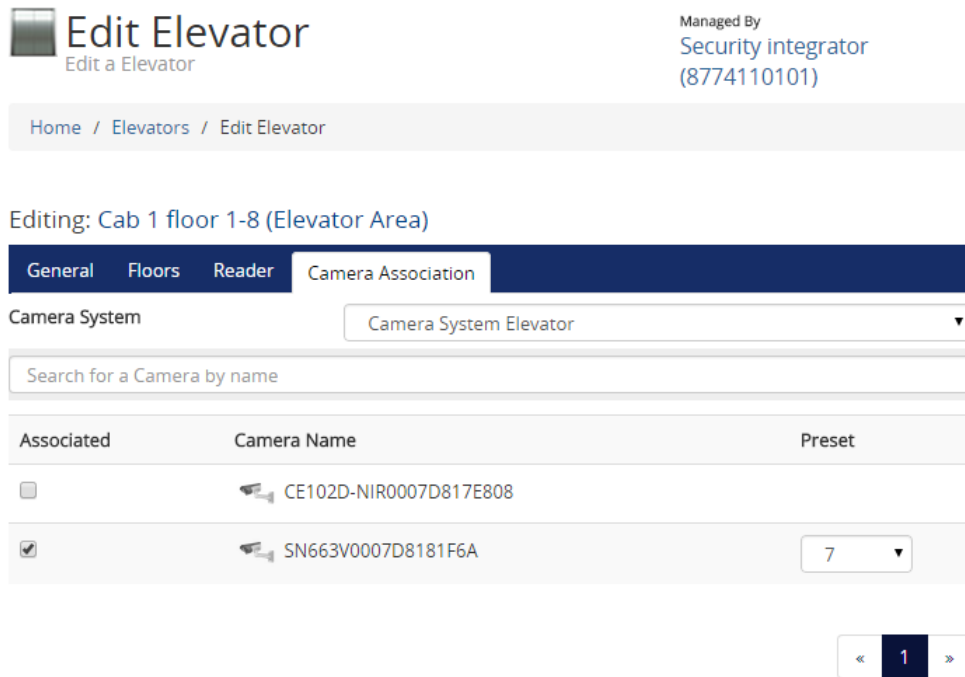 Edit Elevator
Edit a Elevator
Managed By
Security integrator
(8774110101)
Home / Elevators / Edit Elevator
Editing: Cab 1 floor 1-8 (Elevator Area)
General Floors Reader Camera Association
Camera System Camera System Elevator
Search for a Camera by name
Associated Camera Name Preset
CE102D-NIR0007D817E808
SN663V0007D8181F6A 7
« 1 »